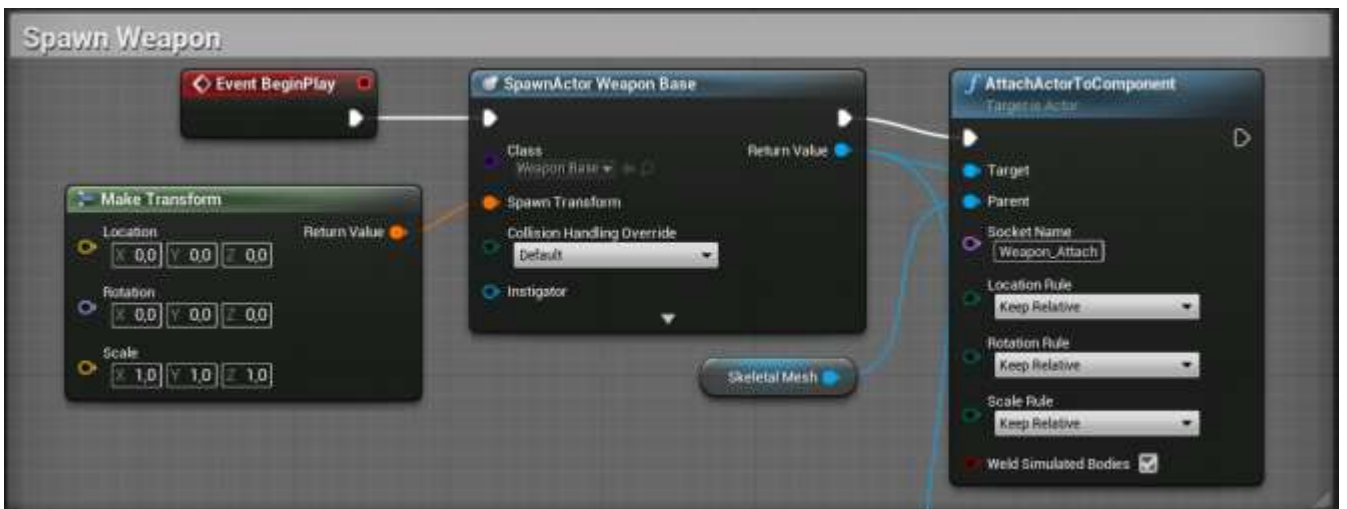 Spawn Weapon
Event BeginPlay
SpawnActor Weapon Base
Class
Weapon Base
Return Value
Spawn Transform
Collision Handling Override
Default
Instigator
Make Transform
Location
Return Value
X 0,0 Y 0,0 Z 0,0
Rotation
X 0,0 Y 0,0 Z 0,0
Scale
X 1,0 Y 1,0 Z 1,0
Skeletal Mesh
AttachActorToComponent
Target is Actor
Target
Parent
Socket Name
Weapon_Attach
Location Rule
Keep Relative
Rotation Rule
Keep Relative
Scale Rule
Keep Relative
Weld Simulated Bodies